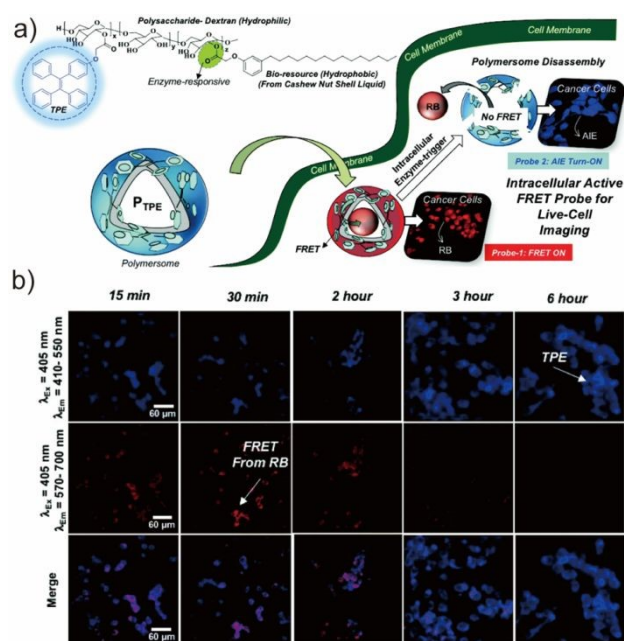 a)
Polysaccharide- Dextran (Hydrophilic)
Enzyme-responsive
Bio-resource (Hydrophobic)
(From Cashew Nut Shell Liquid)
TPE
Cell Membrane
Cell Membrane
Cell Membrane
Polymersome Disassembly
RB
No FRET
Cancer Cells
AIE
Probe 2: AIE Turn-ON
Intracellular
Enzyme-trigger
Intracellular Active
FRET Probe for
Live-Cell
Imaging
PTPE
Polymersome
FRET
Cancer Cells
RB
Probe-1: FRET ON
b)
15 min
30 min
2 hour
3 hour
6 hour
λEx = 405 nm
λEm = 410- 550 nm
60 μm
TPE
λEx = 405 nm
λEm = 570-700 nm
60 μm
FRET
From RB
Merge
60 μm